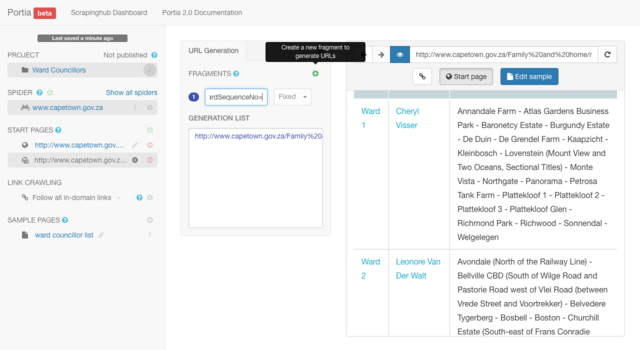 Portia beta Scrapinghub Dashboard Portia 2.0 Documentation
Last saved a minute ago
PROJECT Not published
Ward Councillors
SPIDER Show all spiders
www.capetown.gov.za
START PAGES
http://www.capetown.gov....
http://www.capetown.gov.z...
LINK CRAWLING
Follow all in-domain links
SAMPLE PAGES
ward councillor list
URL Generation
Create a new fragment to
generate URLs
FRAGMENTS
1 ırdSequenceNo= Fixed
GENERATION LIST
http://www.capetown.gov.za/Family%20
http://www.capetown.gov.za/Family%20and%20home/r
Start page Edit sample
Ward
1
Cheryl
Visser
Annandale Farm - Atlas Gardens Business
Park - Baronetcy Estate - Burgundy Estate
- De Duin - De Grendel Farm - Kaapzicht -
Kleinbosch - Lovenstein (Mount View and
Two Oceans, Sectional Titles) - Monte
Vista - Northgate - Panorama - Petrosa
Tank Farm - Plattekloof 1 - Plattekloof 2 -
Plattekloof 3 - Plattekloof Glen -
Richmond Park - Richwood - Sonnendal -
Welgelegen
Ward
2
Leonore Van
Der Walt
Avondale (North of the Railway Line) -
Bellville CBD (South of Wilge Road and
Pastorie Road west of Vlei Road (between
Vrede Street and Voortrekker) - Belvedere
Tygerberg - Bosbell - Boston - Churchill
Estate (South-east of Frans Conradie